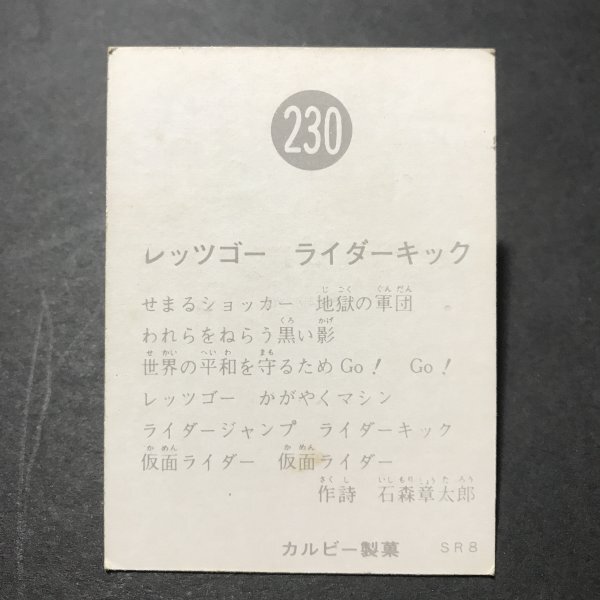 230
レッツゴー　ライダーキック
せまるショッカー　地獄の軍団
われらをねらう黒い影
世界の平和を守るためGo！　Go！
レッツゴー　かがやくマシン
ライダージャンプ　ライダーキック
仮面ライダー　仮面ライダー
作詩　石森章太郎
カルビー製菓　SR8